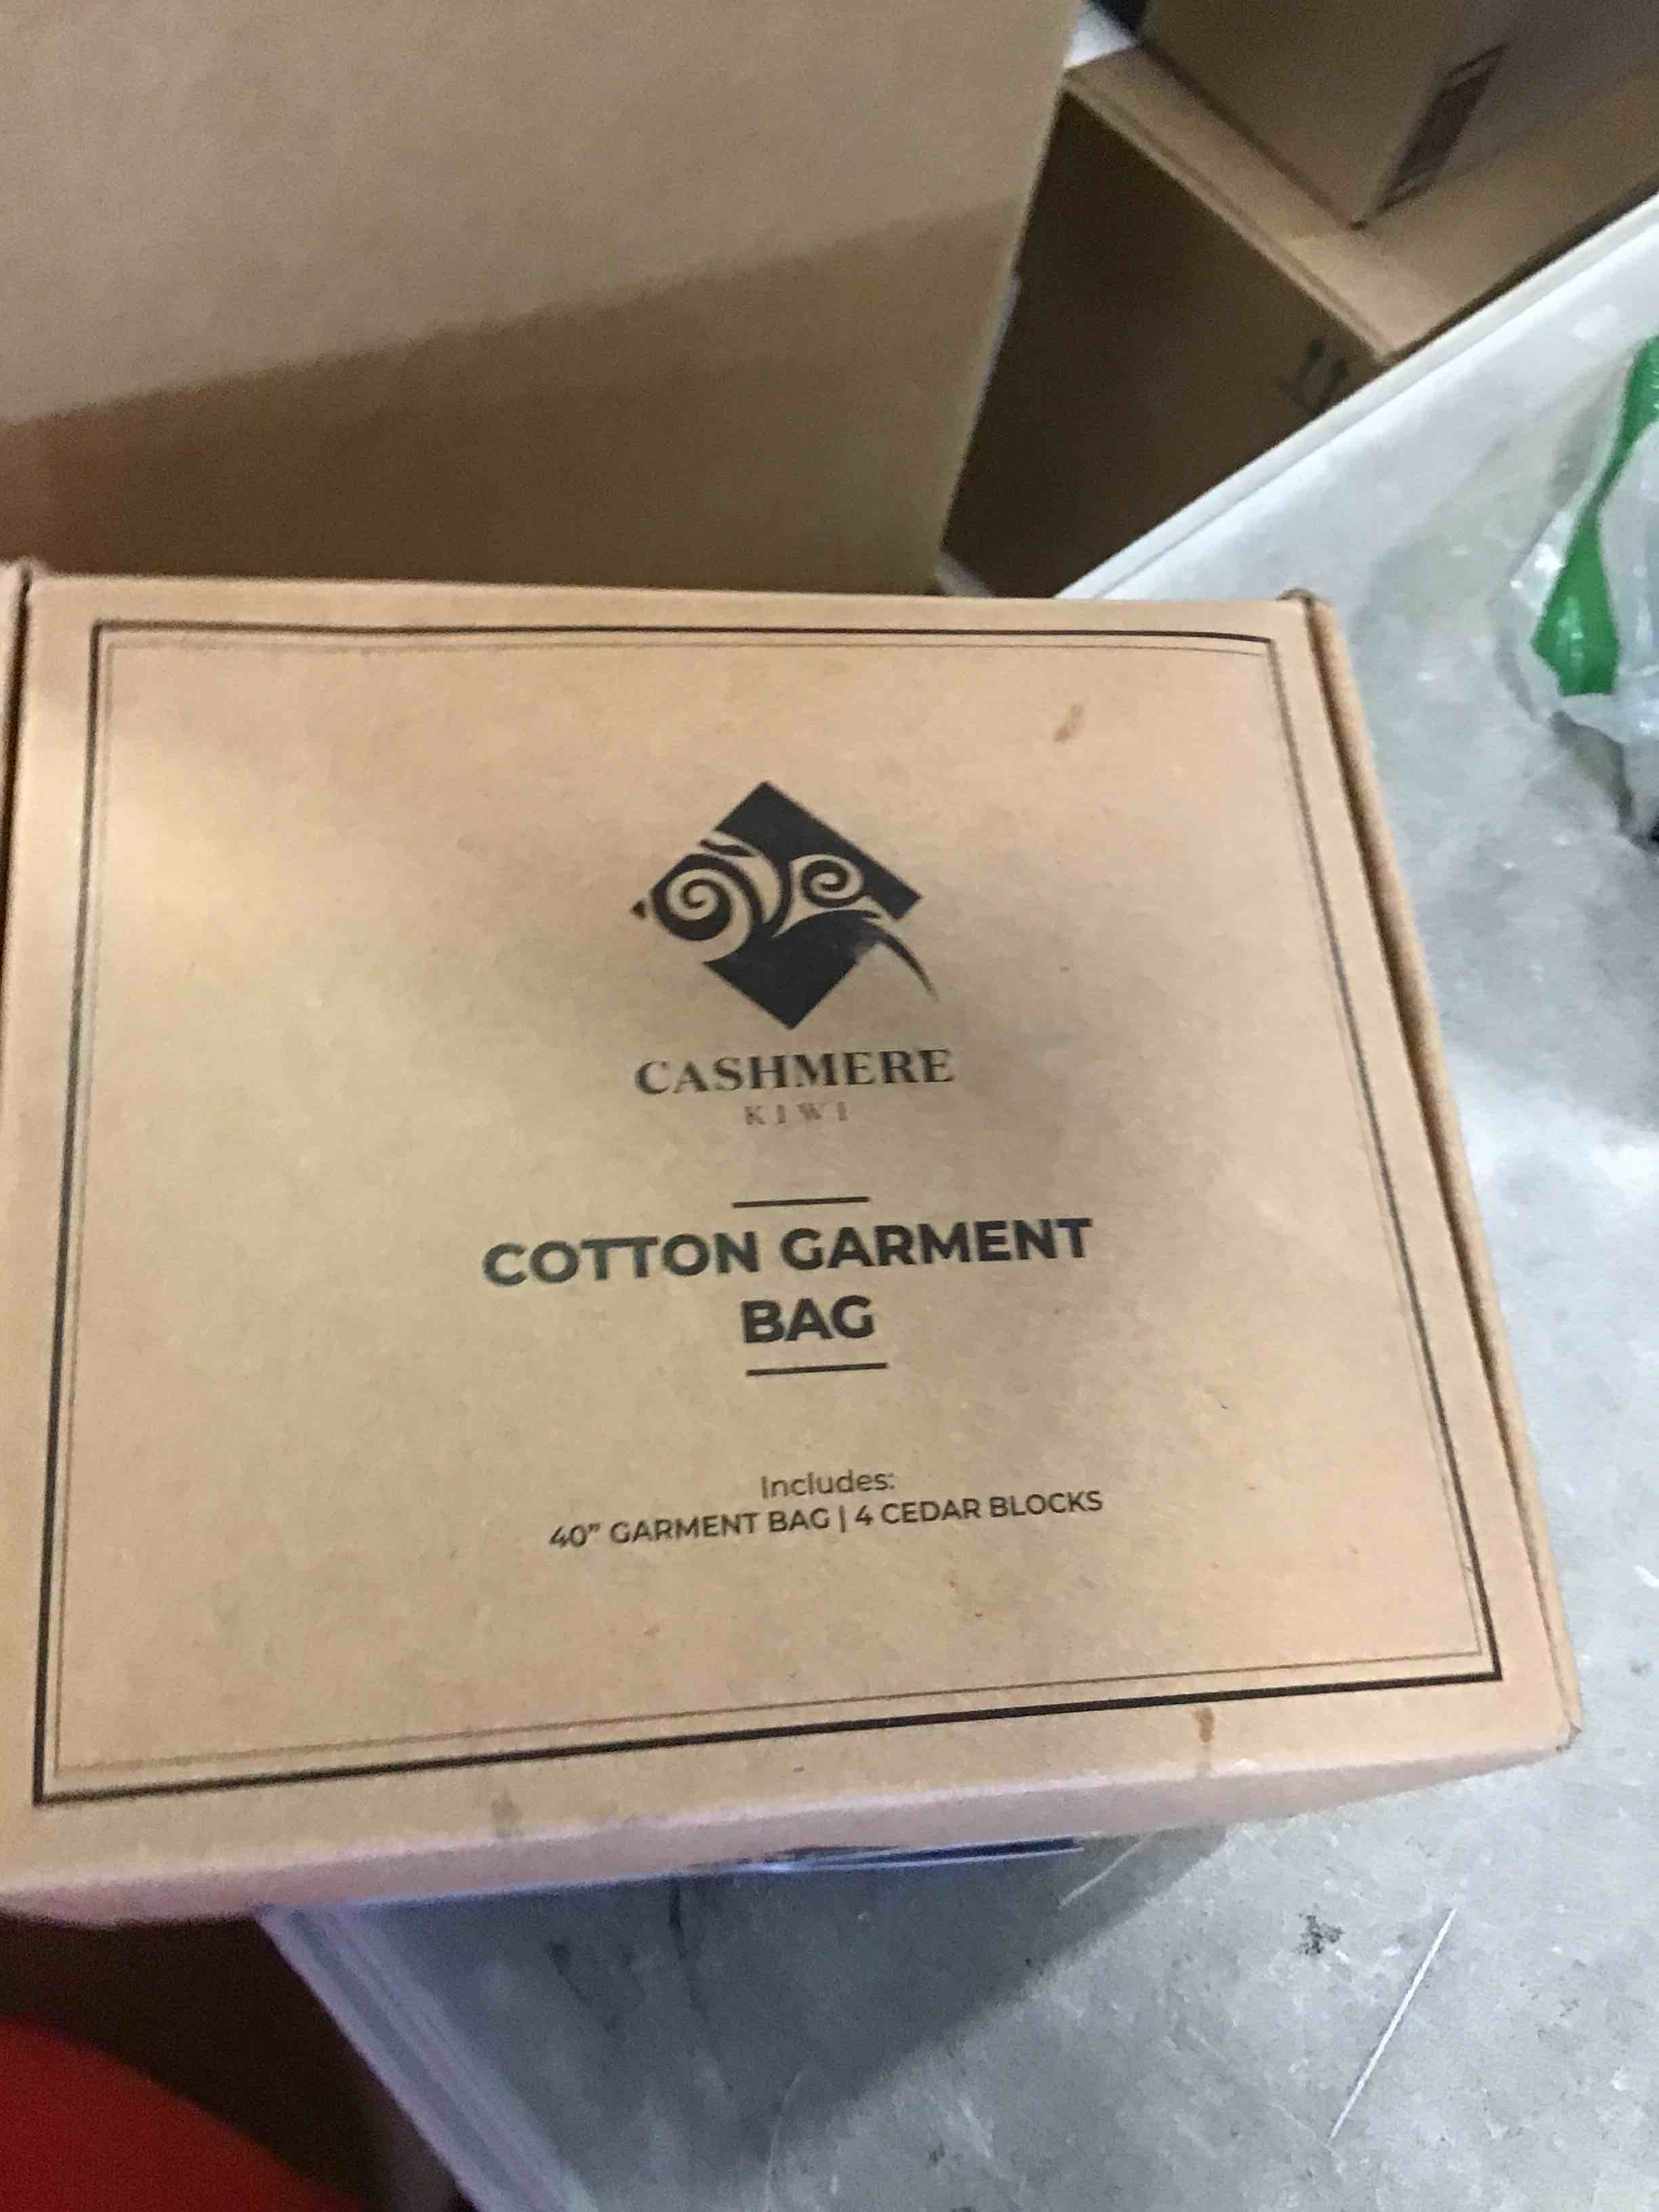 CASHMERE
KIWI
COTTON GARMENT
BAG
Includes:
40” GARMENT BAG | 4 CEDAR BLOCKS